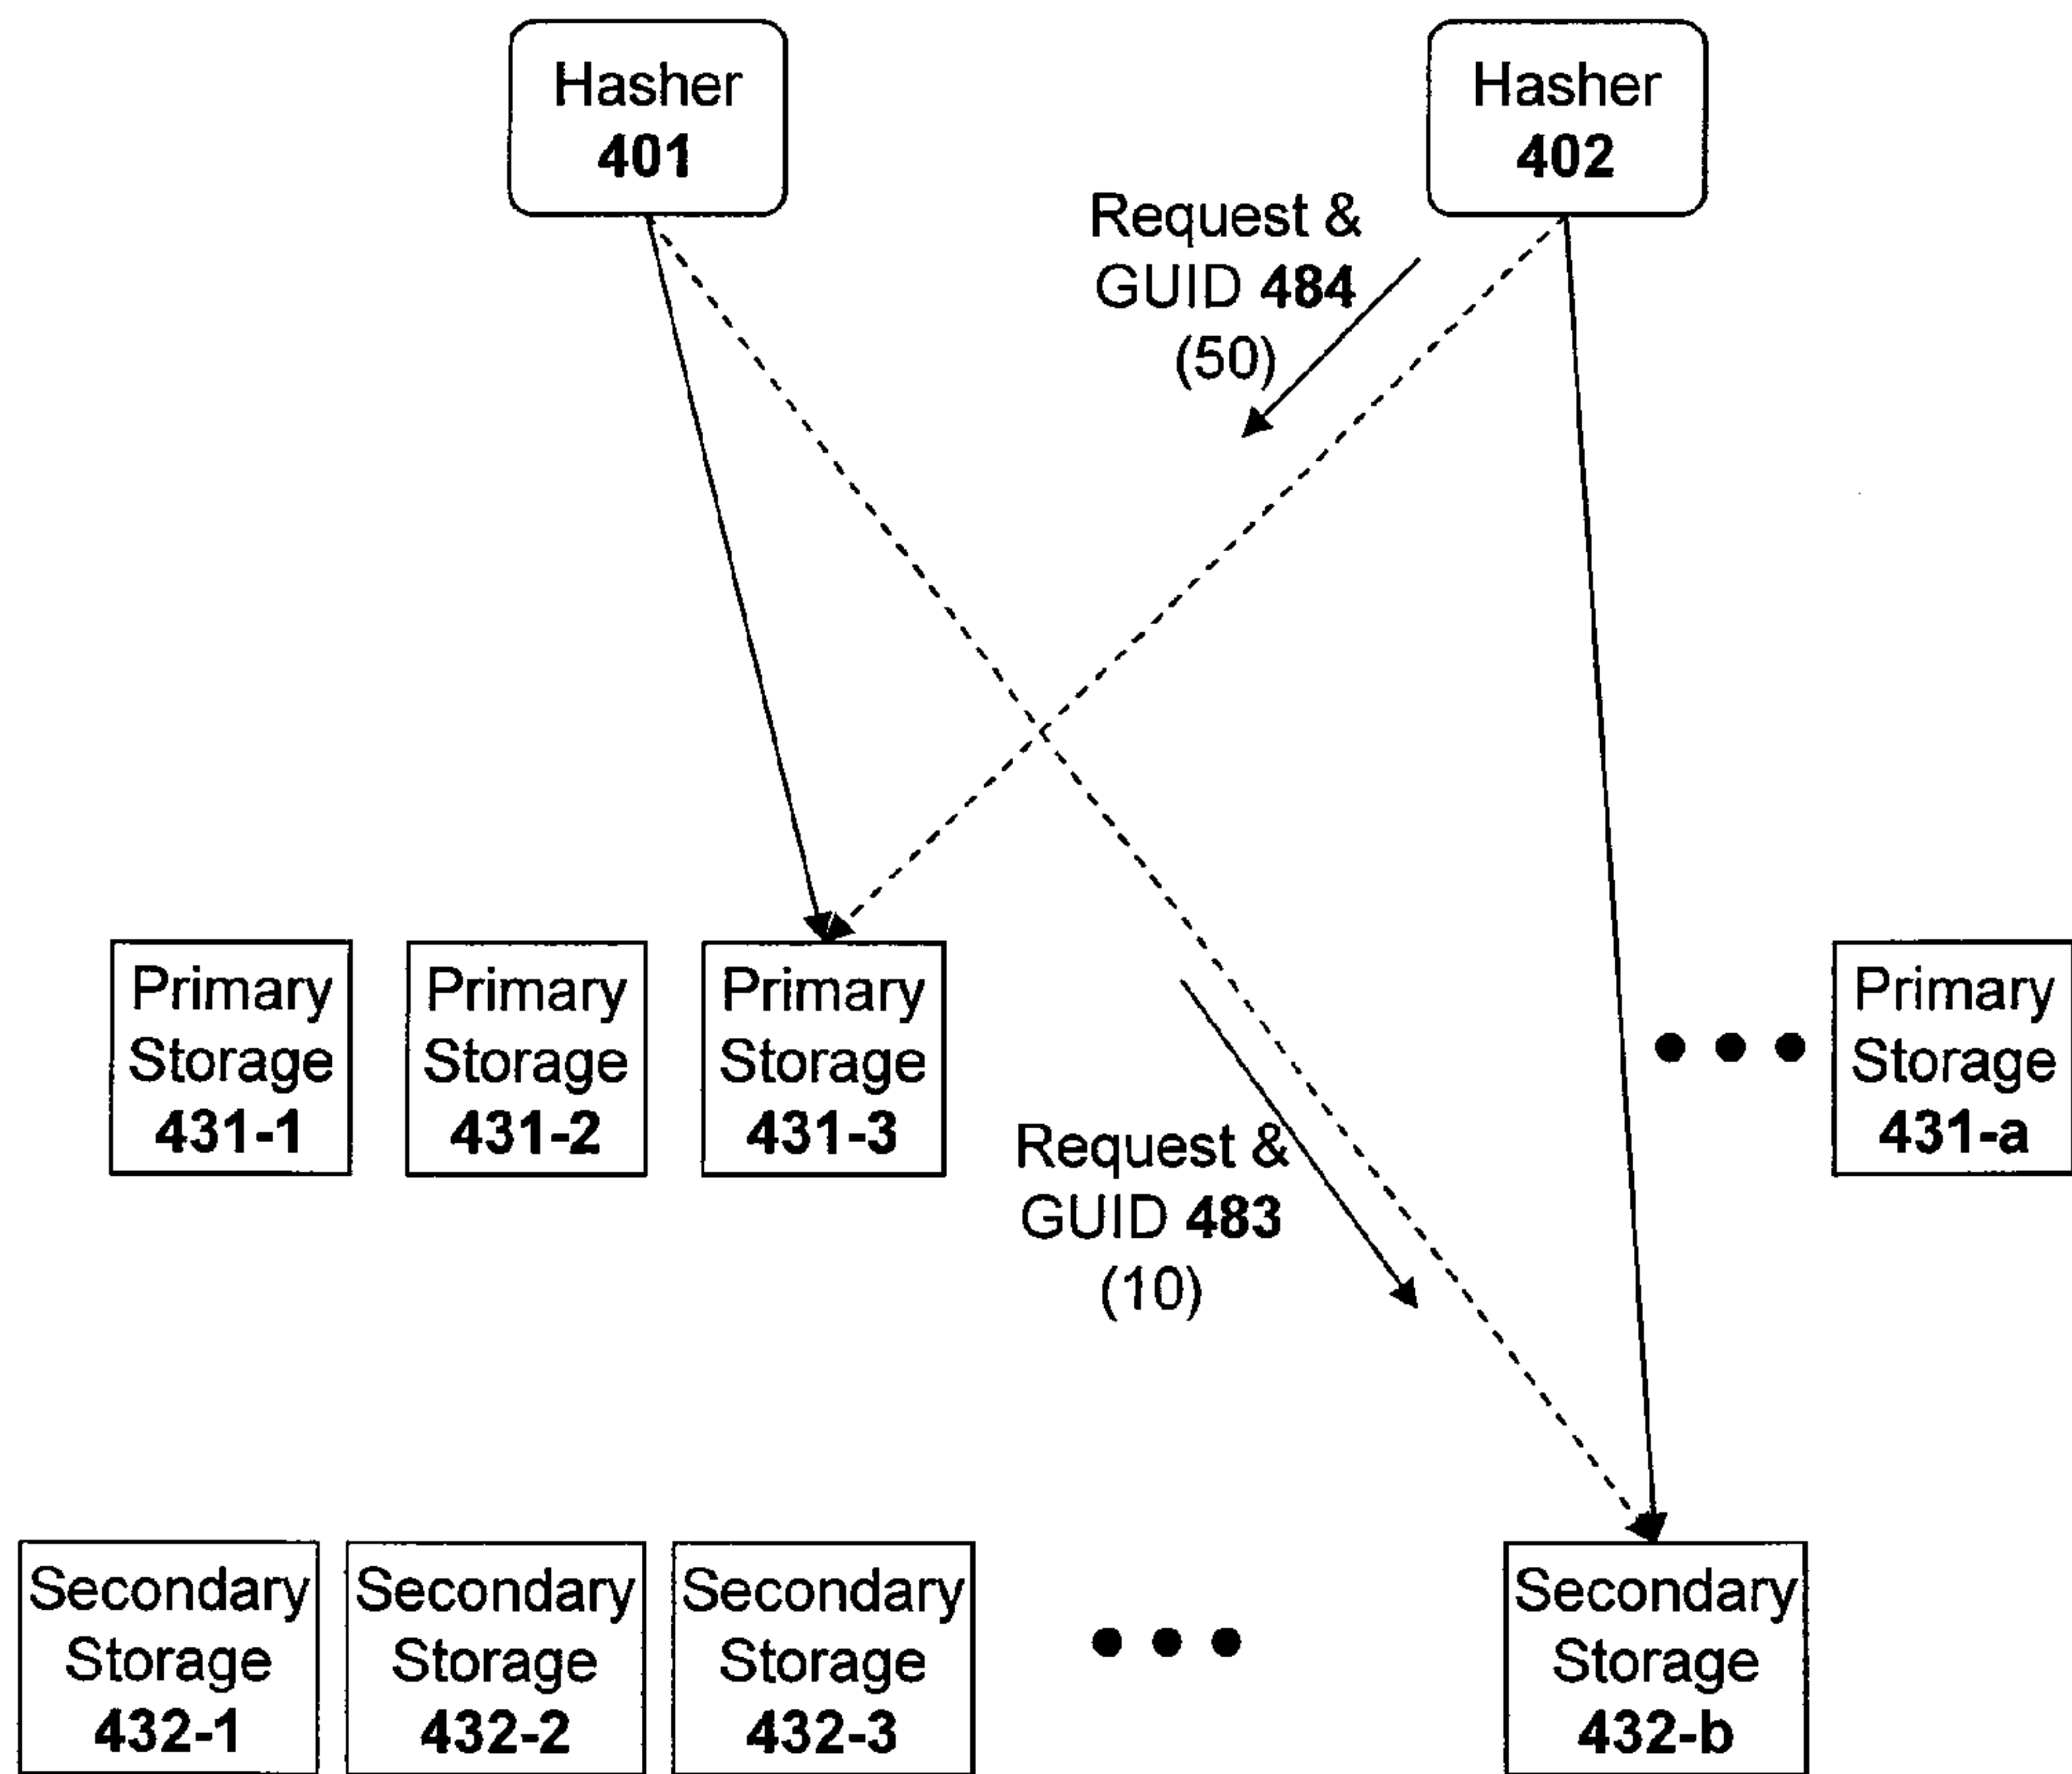 Hasher
401
Hasher
402
Request &
GUID 484
(50)
Primary
Storage
431-1
Primary
Storage
431-2
Primary
Storage
431-3
Primary
Storage
431-a
Request &
GUID 483
(10)
Secondary
Storage
432-1
Secondary
Storage
432-2
Secondary
Storage
432-3
Secondary
Storage
432-b